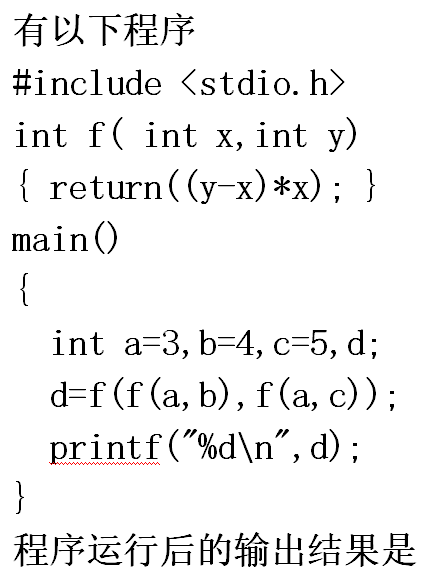 有以下程序
#include <stdio.h>
int f( int x,int y)
{ return((y-x)*x); }
main()
{
int a=3,b=4,c=5,d;
d=f(f(a,b),f(a,c));
printf("%d\n",d);
}
程序运行后的输出结果是